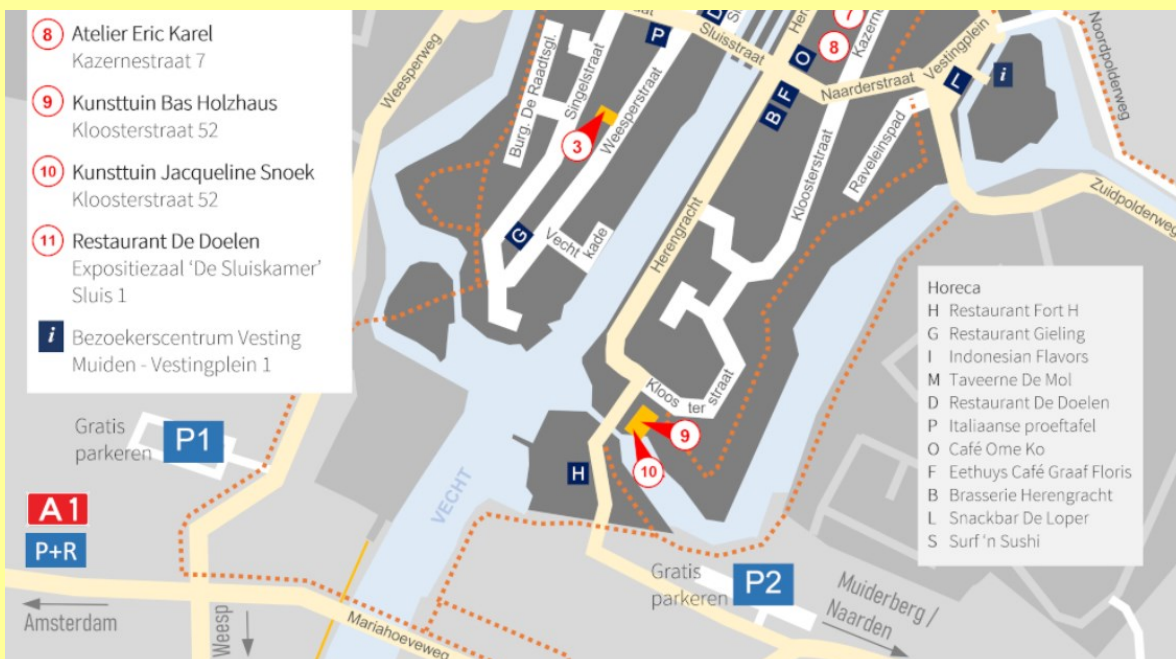 8 Atelier Eric Karel
Kazernestraat 7
9 Kunsttuin Bas Holzhaus
Kloosterstraat 52
10 Kunsttuin Jacqueline Snoek
Kloosterstraat 52
11 Restaurant De Doelen
Expositiezaal ‘De Sluiskamer’
Sluis 1
i Bezoekerscentrum Vesting
Muiden - Vestingplein 1
Weesperweg
Burg. De Raadtsgl.
Singelstraat
Weesperstraat
3
P
G
Vecht
kade
Sluisstraat
O
F
B
8
Naarderstraat
Vestingplein
L
i
Noordpolderweg
Zuidpolderweg
Herengracht
Kloosterstraat
Raveleinspad
Kloos
ter
straat
9
10
H
VECHT
Gratis
parkeren
P1
A1
P+R
Amsterdam
Weesp
Mariahoeveweg
Gratis
parkeren
P2
Muiderberg /
Naarden
Horeca
H Restaurant Fort H
G Restaurant Gieling
I Indonesian Flavors
M Taveerne De Mol
D Restaurant De Doelen
P Italiaanse proeftafel
O Café Ome Ko
F Eethuys Café Graaf Floris
B Brasserie Herengracht
L Snackbar De Loper
S Surf ‘n Sushi